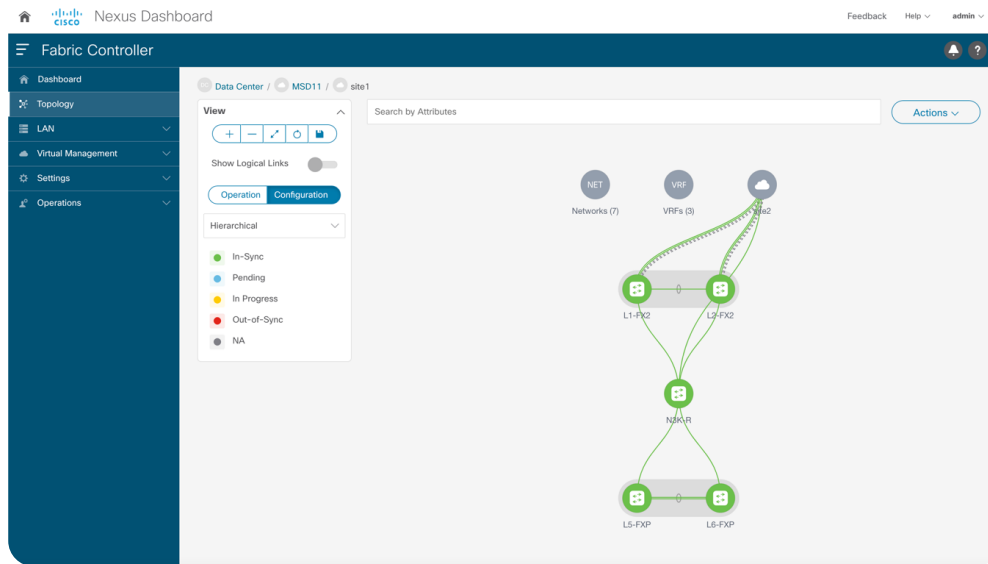 CISCO Nexus Dashboard
Feedback Help admin
Fabric Controller
?
Dashboard
Topology
LAN
Virtual Management
Settings
Operations
Data Center / MSD11 / site1
View
Search by Attributes
Actions
Show Logical Links
Operation Configuration
Hierarchical
In-Sync
Pending
In Progress
Out-of-Sync
NA
NET VRF
Networks (7) VRFs (3) site2
L1-FX2 L2-FX2
N3K-R
L5-FXP L6-FXP